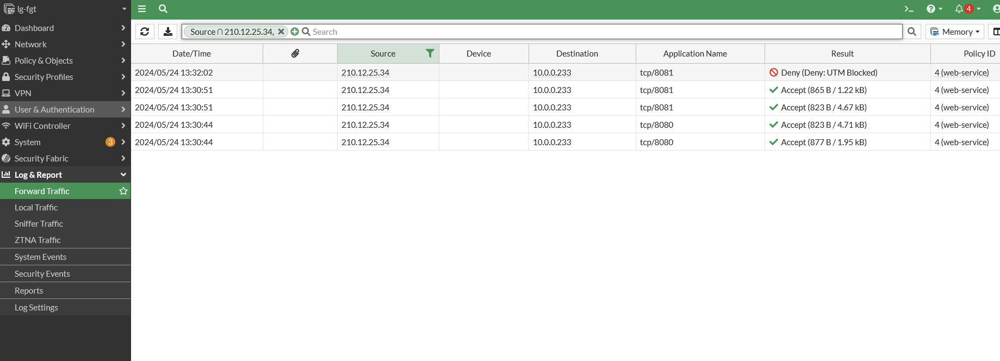 lg-fgt
4
Dashboard
Network
Policy & Objects
Security Profiles
VPN
User & Authentication
WiFi Controller
System 3
Security Fabric
Log & Report
Forward Traffic
Local Traffic
Sniffer Traffic
ZTNA Traffic
System Events
Security Events
Reports
Log Settings
Source ∩ 210.12.25.34, Search Memory
Date/Time Source Device Destination Application Name Result Policy ID
2024/05/24 13:32:02 210.12.25.34 10.0.0.233 tcp/8081 Deny (Deny: UTM Blocked) 4 (web-service)
2024/05/24 13:30:51 210.12.25.34 10.0.0.233 tcp/8081 Accept (865 B / 1.22 kB) 4 (web-service)
2024/05/24 13:30:51 210.12.25.34 10.0.0.233 tcp/8081 Accept (823 B / 4.67 kB) 4 (web-service)
2024/05/24 13:30:44 210.12.25.34 10.0.0.233 tcp/8080 Accept (823 B / 4.71 kB) 4 (web-service)
2024/05/24 13:30:44 210.12.25.34 10.0.0.233 tcp/8080 Accept (877 B / 1.95 kB) 4 (web-service)